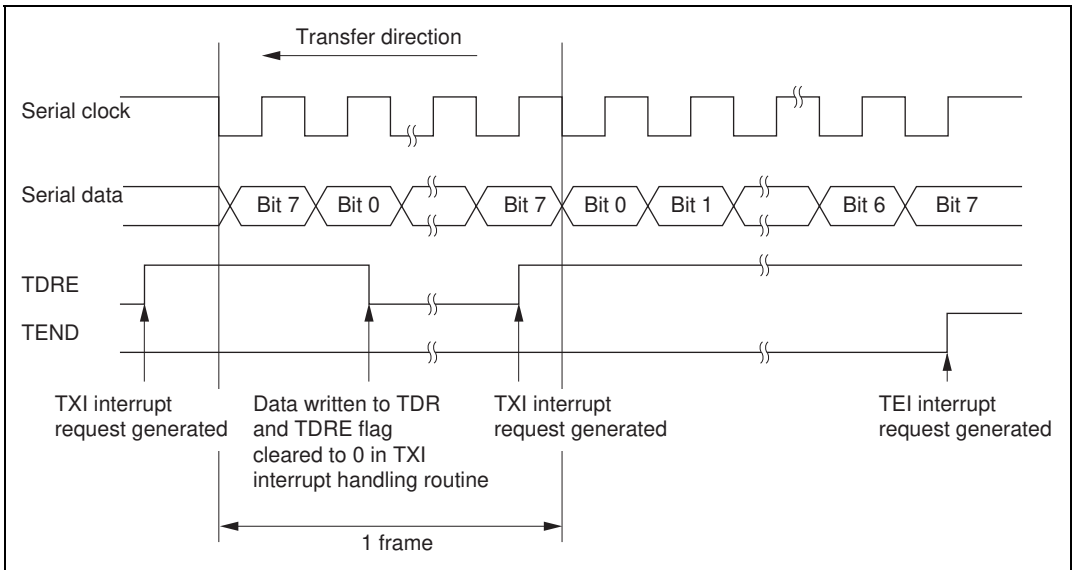 Transfer direction
Serial clock
Serial data
Bit 7 Bit 0 Bit 7 Bit 0 Bit 1 Bit 6 Bit 7
TDRE
TEND
TXI interrupt
request generated
Data written to TDR
and TDRE flag
cleared to 0 in TXI
interrupt handling routine
TXI interrupt
request generated
TEI interrupt
request generated
1 frame